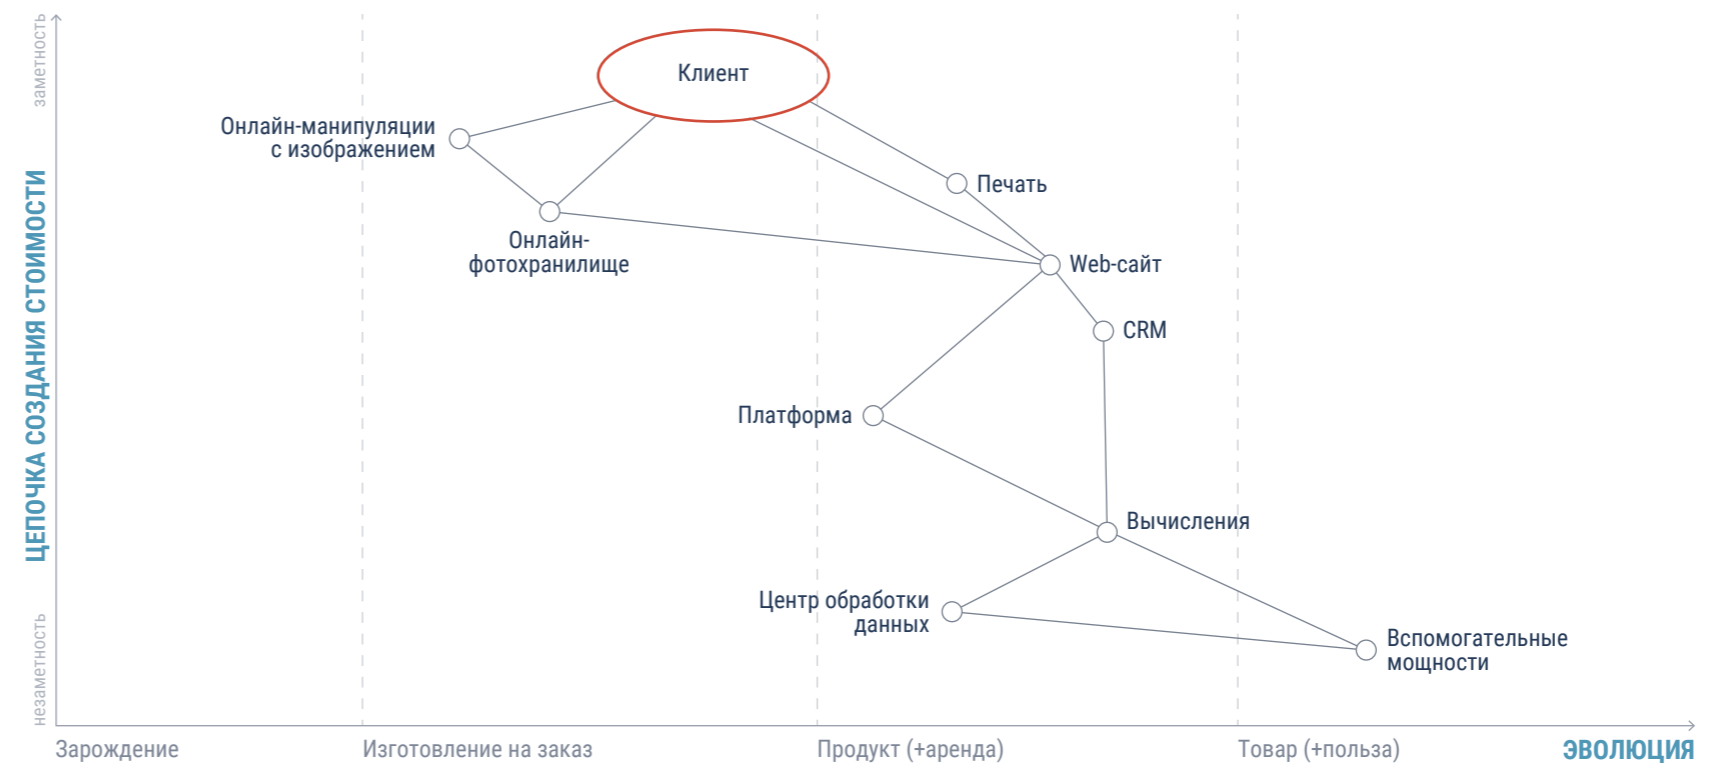 заметность
Клиент
Онлайн-манипуляции
с изображением
Печать
Онлайн-
фотохранилище
Web-сайт
CRM
ЦЕПОЧКА СОЗДАНИЯ СТОИМОСТИ
Платформа
Вычисления
Центр обработки
данных
Вспомогательные
мощности
незаметность
Зарождение
Изготовление на заказ
Продукт (+аренда)
Товар (+польза)
ЭВОЛЮЦИЯ